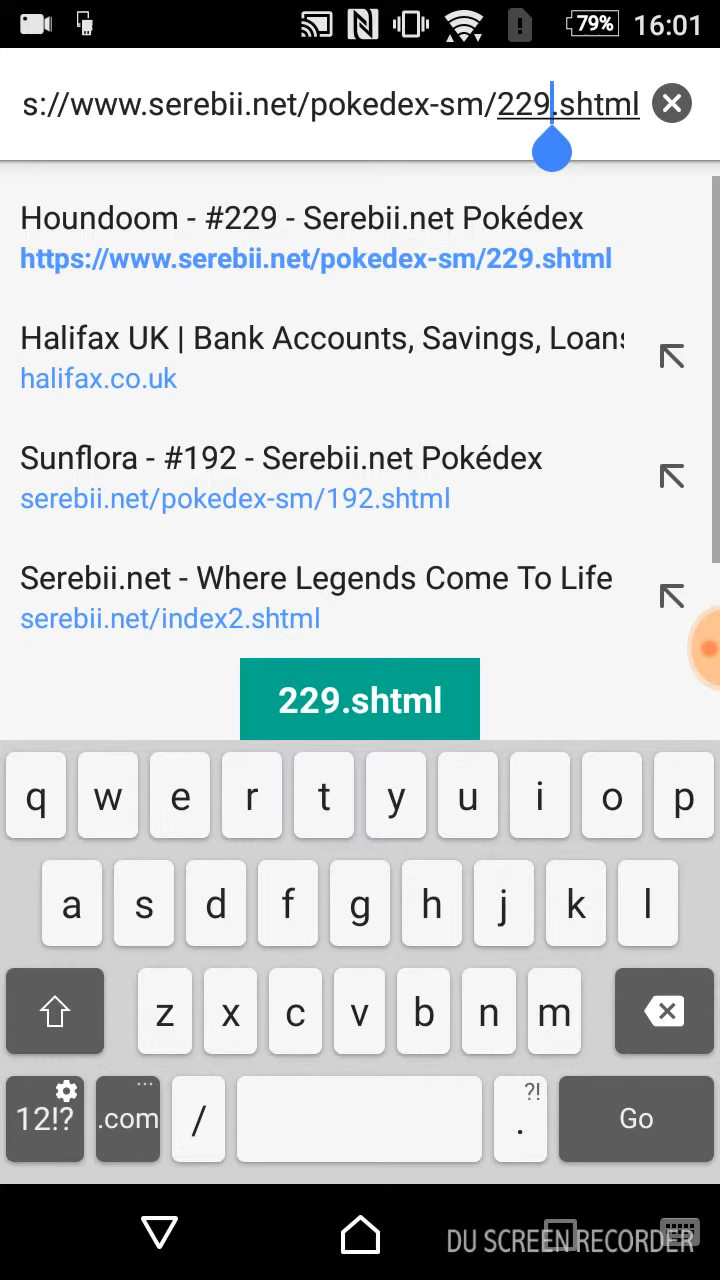 79% 16:01
s://www.serebii.net/pokedex-sm/229.shtml
Houndoom - #229 - Serebii.net Pokédex
https://www.serebii.net/pokedex-sm/229.shtml
Halifax UK | Bank Accounts, Savings, Loans
halifax.co.uk
Sunflora - #192 - Serebii.net Pokédex
serebii.net/pokedex-sm/192.shtml
Serebii.net - Where Legends Come To Life
serebii.net/index2.shtml
229.shtml
q w e r t y u i o p
a s d f g h j k l
z x c v b n m
12!? .com / . ?! Go
DU SCREEN RECORDER